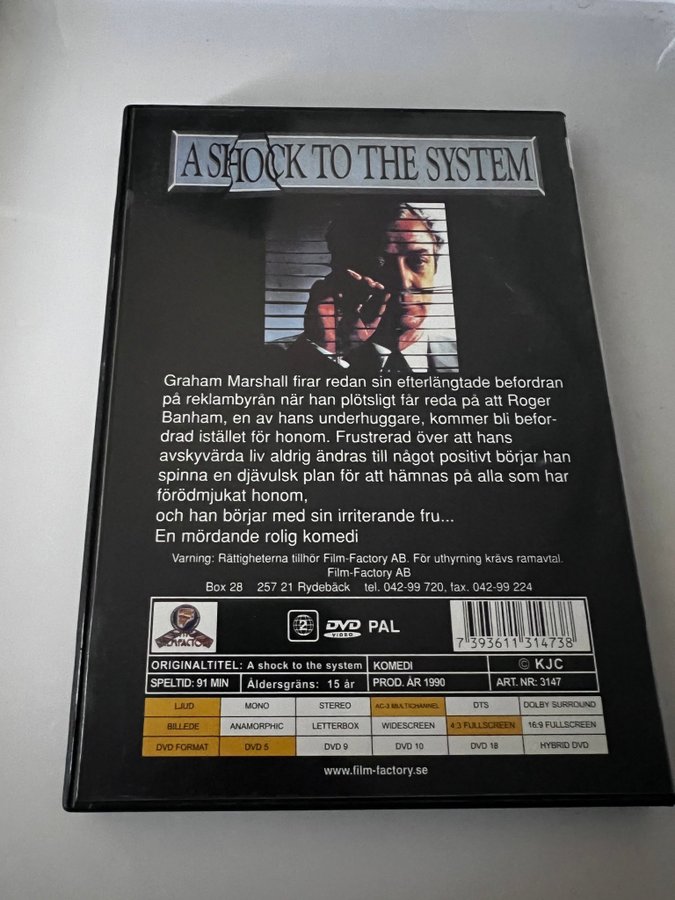 A SHOCK TO THE SYSTEM
Graham Marshall firar redan sin efterlängtade befordran
på reklambyrån när han plötsligt får reda på att Roger
Banham, en av hans underhuggare, kommer bli befor-
drad istället för honom. Frustrerad över att hans
avskyvärda liv aldrig ändras till något positivt börjar han
spinna en djävulsk plan för att hämnas på alla som har
förödmjukat honom,
och han börjar med sin irriterande fru...
En mördande rolig komedi
Varning: Rättigheterna tillhör Film-Factory AB. För uthyrning krävs ramavtal.
Film-Factory AB
Box 28 257 21 Rydebäck tel. 042-99 720, fax. 042-99 224
2 DVD VIDEO PAL
7 393611 314738
ORIGINALTITEL: A shock to the system KOMEDI © KJC
SPELTID: 91 MIN Åldersgräns: 15 år PROD. ÅR 1990 ART. NR: 3147
LJUD MONO STEREO AC-3 MULTICHANNEL DTS DOLBY SURROUND
BILLEDE ANAMORPHIC LETTERBOX WIDESCREEN 4:3 FULLSCREEN 16:9 FULLSCREEN
DVD FORMAT DVD 5 DVD 9 DVD 10 DVD 18 HYBRID DVD
www.film-factory.se